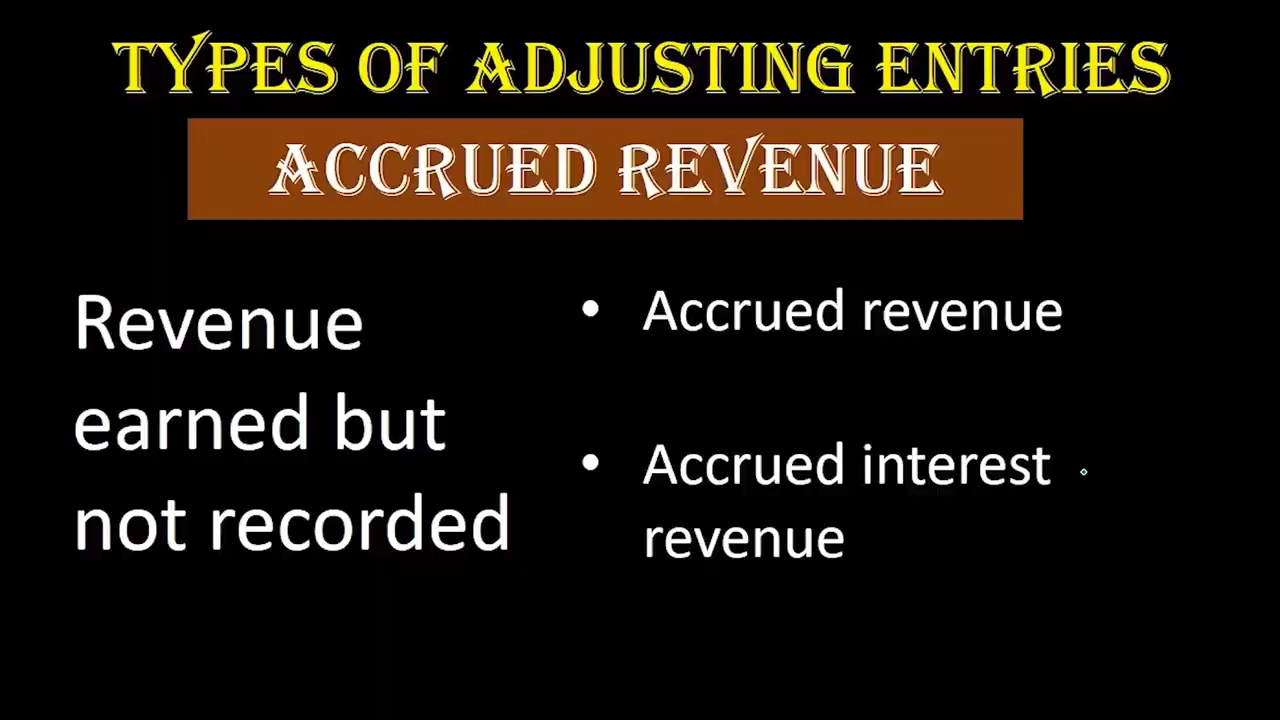 TYPES OF ADJUSTING ENTRIES
ACCRUED REVENUE
Revenue
earned but
not recorded
• Accrued revenue
• Accrued interest
revenue